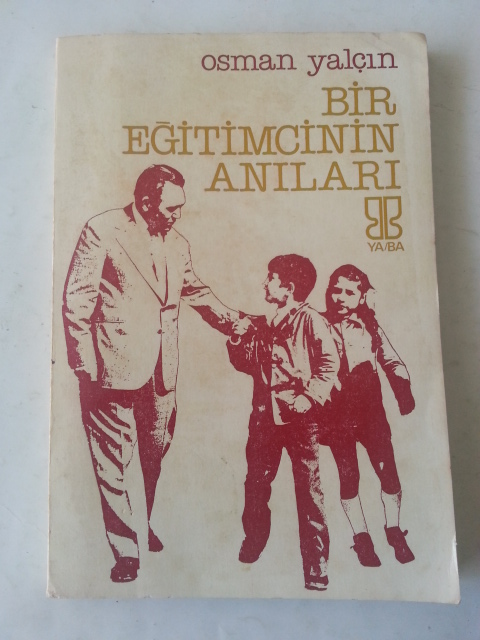 osman yalçın
BİR
EĞİTİMCİNİN
ANILARI
YA/BA